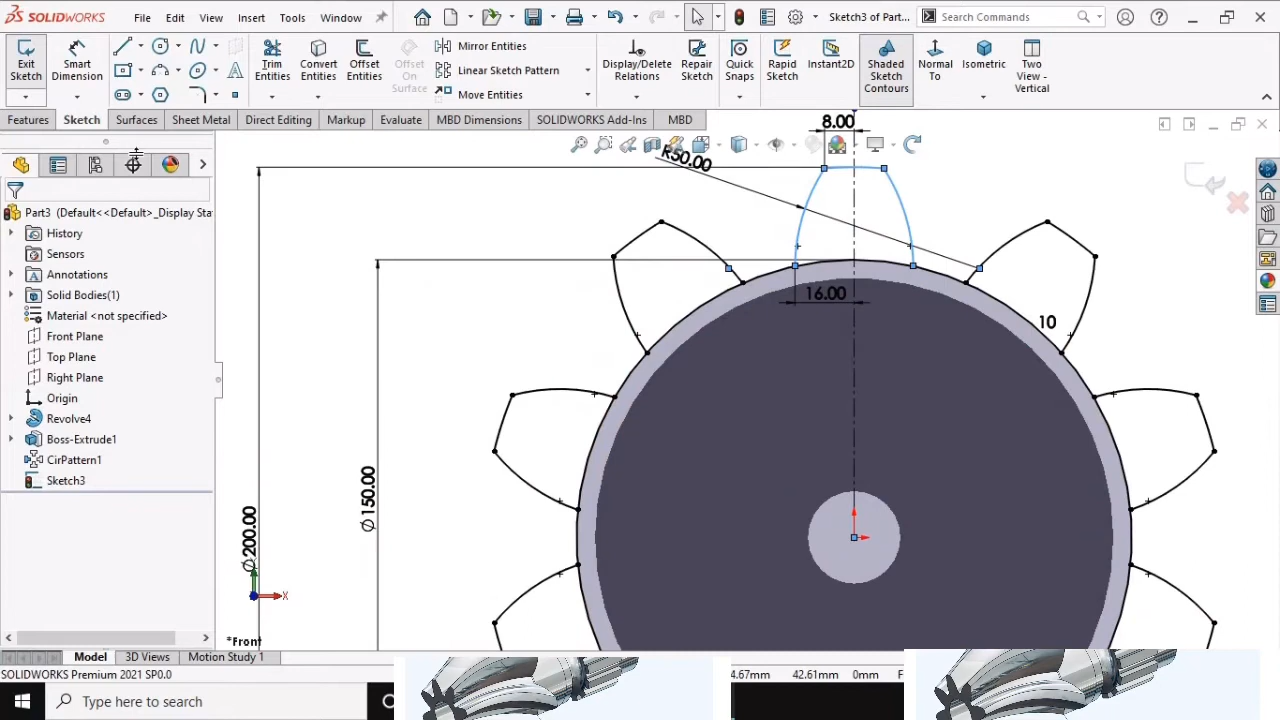 SOLIDWORKS File Edit View Insert Tools Window Sketch3 of Part... Search Commands
Exit Sketch
Smart Dimension
Trim Entities
Convert Entities
Offset Entities
Offset On Surface
Mirror Entities
Linear Sketch Pattern
Move Entities
Display/Delete Relations
Repair Sketch
Quick Snaps
Rapid Sketch
Instant2D
Shaded Sketch Contours
Normal To
Isometric
Two View - Vertical
Features Sketch Surfaces Sheet Metal Direct Editing Markup Evaluate MBD Dimensions SOLIDWORKS Add-Ins MBD
8.00
R50.00
Part3 (Default<<Default>_Display Sta
History
Sensors
Annotations
Solid Bodies(1)
Material <not specified>
Front Plane
Top Plane
Right Plane
Origin
Revolve4
Boss-Extrude1
CirPattern1
Sketch3
16.00
10
Ø150.00
Ø200.00
X
*Front
Model 3D Views Motion Study 1
SOLIDWORKS Premium 2021 SP0.0
4.67mm 42.61mm 0mm F
Type here to search